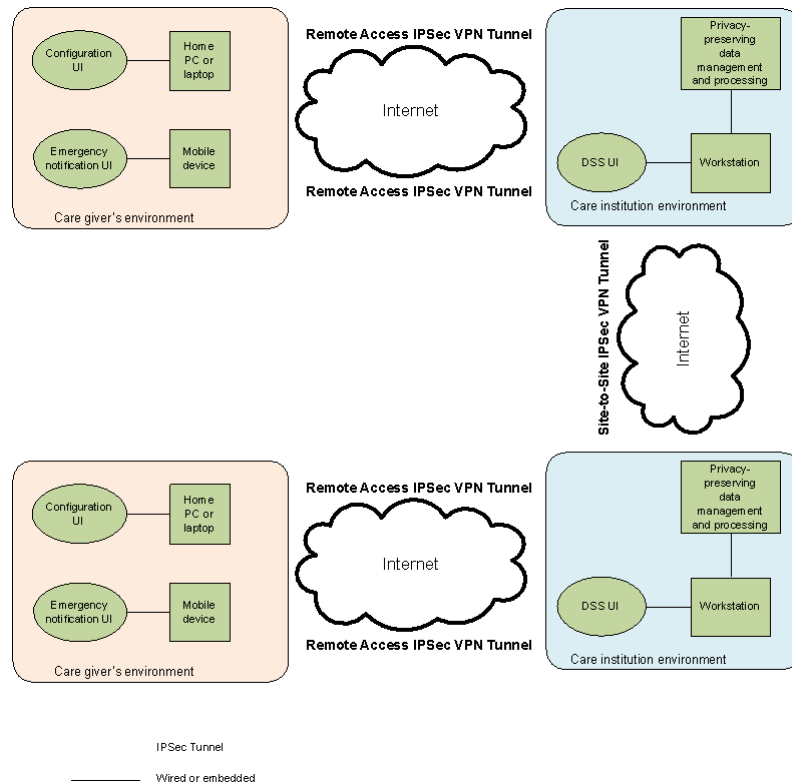 Remote Access IPSec VPN Tunnel
Configuration
UI
Home
PC or
laptop
Internet
Privacy-
preserving
data
management
and processing
Emergency
notification UI
Mobile
device
DSS UI
Workstation
Remote Access IPSec VPN Tunnel
Care giver's environment
Care institution environment
Site-to-Site IPSec VPN Tunnel
Internet
Remote Access IPSec VPN Tunnel
Configuration
UI
Home
PC or
laptop
Internet
Privacy-
preserving
data
management
and processing
Emergency
notification UI
Mobile
device
DSS UI
Workstation
Remote Access IPSec VPN Tunnel
Care giver's environment
Care institution environment
IPSec Tunnel
Wired or embedded